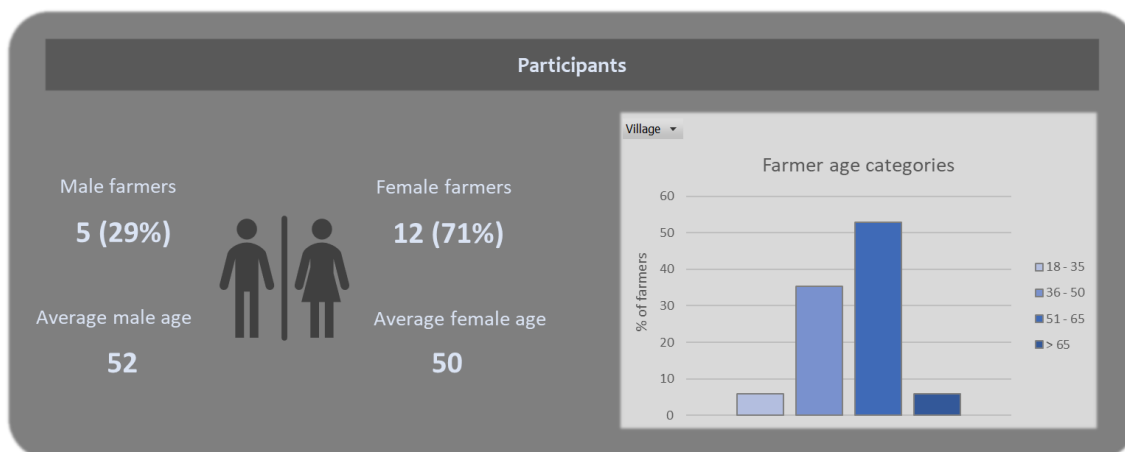 Participants
Male farmers
5 (29%)
Average male age
52
Female farmers
12 (71%)
Average female age
50
Village
Farmer age categories
% of farmers
60
50
40
30
20
10
0
18 - 35
36 - 50
51 - 65
> 65